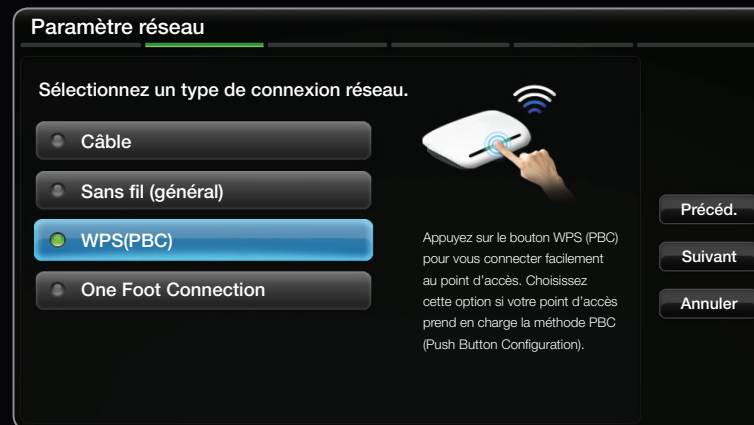 Paramètre réseau
Sélectionnez un type de connexion réseau.
Câble
Sans fil (général)
WPS(PBC)
One Foot Connection
Appuyez sur le bouton WPS (PBC)
pour vous connecter facilement
au point d'accès. Choisissez
cette option si votre point d'accès
prend en charge la méthode PBC
(Push Button Configuration).
Précéd.
Suivant
Annuler